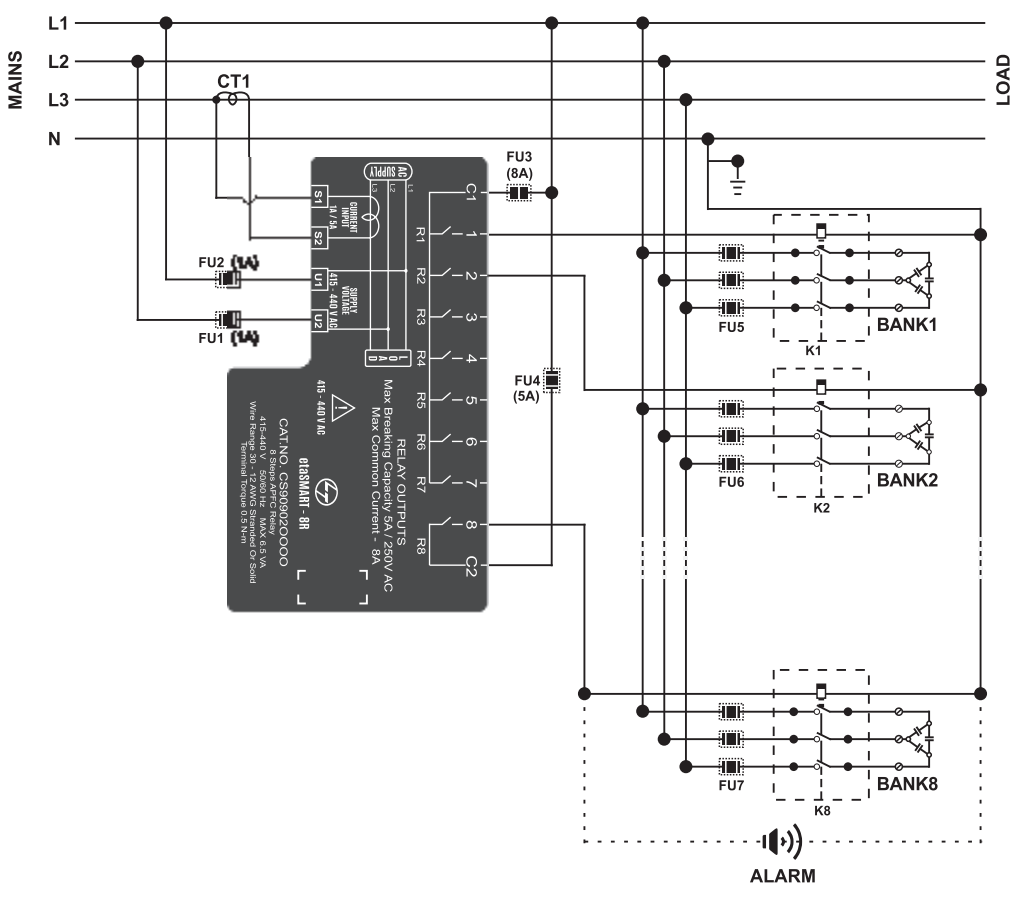 L1
L2
L3
N
MAINS
LOAD
CT1
FU3
(8A)
AC
SUPPLY
L3
L2
L1
S1
S2
CURRENT
INPUT
1A / 5A
U1
U2
SUPPLY
VOLTAGE
415 - 440 V AC
LOAD
C1
1
2
3
4
5
6
7
8
C2
R1
R2
R3
R4
R5
R6
R7
R8
FU2 (1A)
FU1 (1A)
FU4
(5A)
RELAY OUTPUTS
Max Breaking Capacity 5A / 250V AC
Max Common Current - 8A
415 - 440 V AC
etaSMART - 8R
CAT.NO. CS90902OOOO
8 Steps APFC Relay
415-440 V 50/60 Hz MAX 6.5 VA
Wire Range 30 - 12 AWG Stranded Or Solid
Terminal Torque 0.5 N-m
FU5
K1
BANK1
FU6
K2
BANK2
FU7
K8
BANK8
ALARM